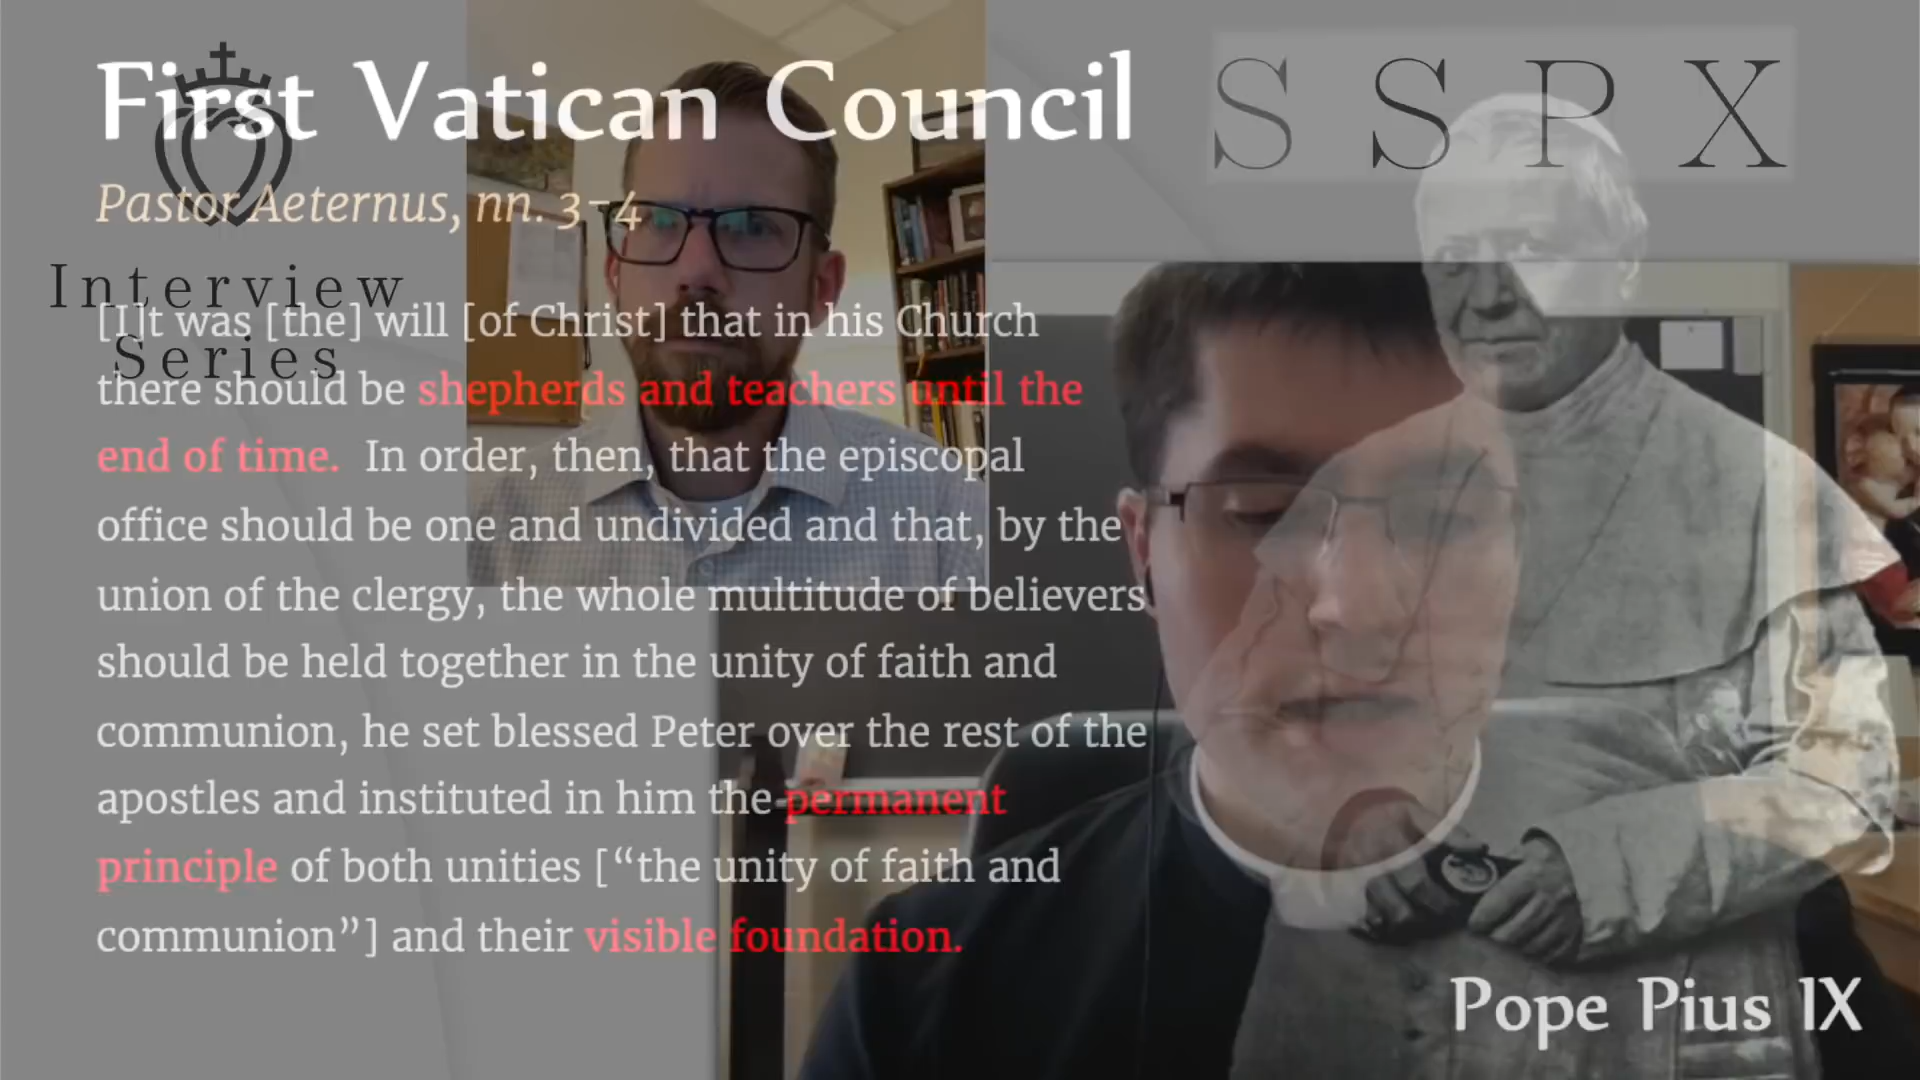 First Vatican Council
SSPX
Pastor Aeternus, nn. 3-4
Interview
Series
[I]t was [the] will [of Christ] that in his Church
there should be shepherds and teachers until the
end of time. In order, then, that the episcopal
office should be one and undivided and that, by the
union of the clergy, the whole multitude of believers
should be held together in the unity of faith and
communion, he set blessed Peter over the rest of the
apostles and instituted in him the permanent
principle of both unities [“the unity of faith and
communion”] and their visible foundation.
Pope Pius IX